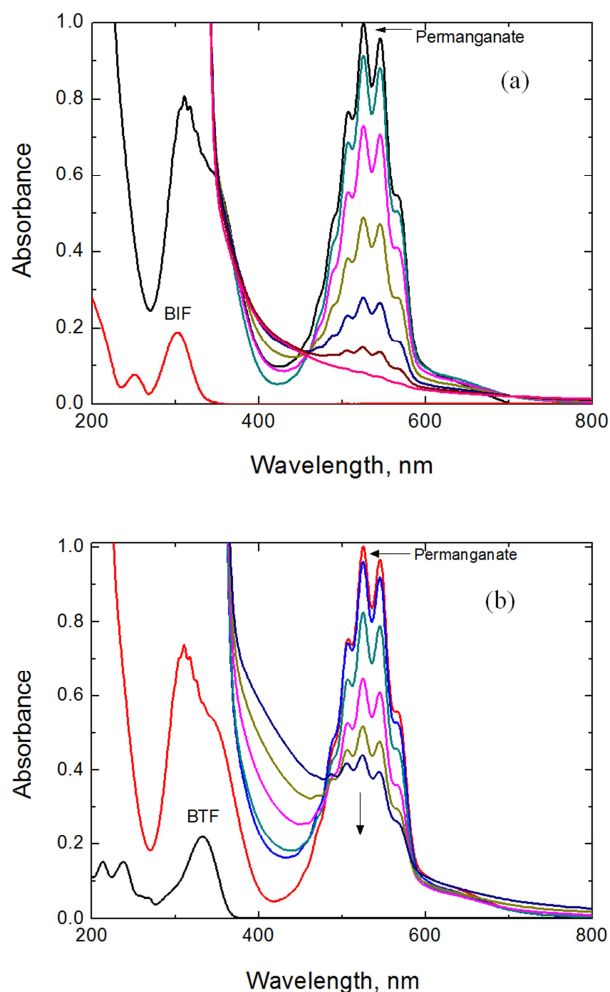 1.0
Permanganate
(a)
0.8
0.6
Absorbance
0.4
BIF
0.2
0.0
200 400 600 800
Wavelength, nm
1.0
Permanganate
(b)
0.8
0.6
Absorbance
0.4
BTF
0.2
0.0
200 400 600 800
Wavelength, nm